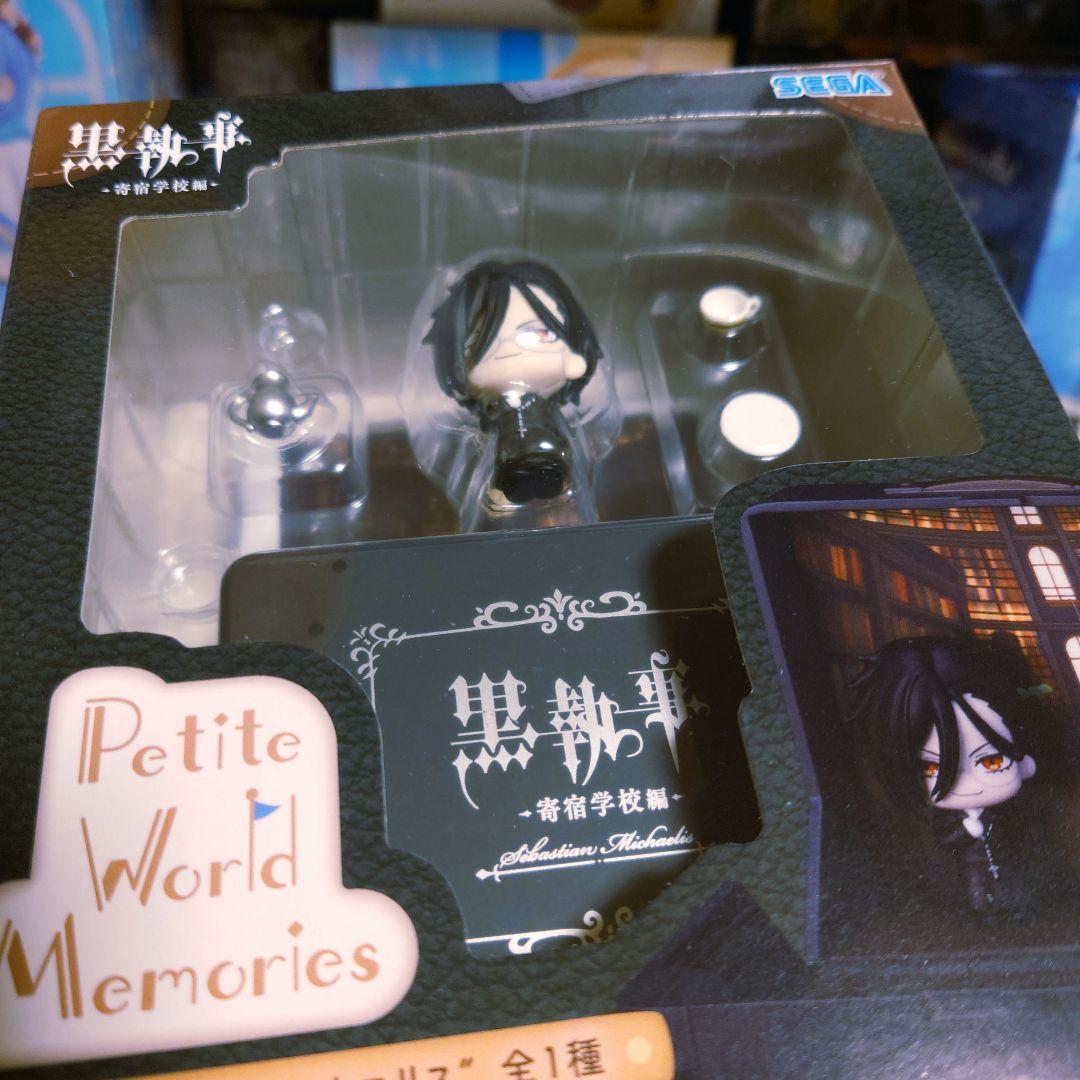 SEGA
黒執事
寄宿学校編
黒執事
寄宿学校編
Sebastian Michaelis
Petite
World
Memories
全1種